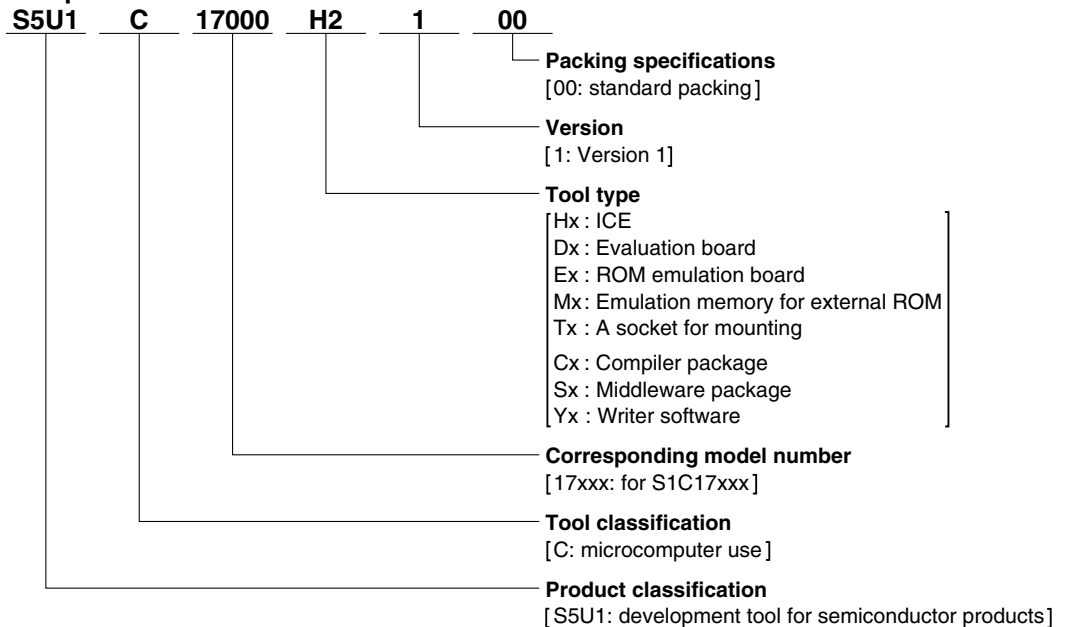 S5U1 C 17000 H2 1 00
Packing specifications
[00: standard packing]
Version
[1: Version 1]
Tool type
[Hx : ICE
Dx : Evaluation board
Ex : ROM emulation board
Mx: Emulation memory for external ROM
Tx : A socket for mounting
Cx : Compiler package
Sx : Middleware package
Yx : Writer software]
Corresponding model number
[17xxx: for S1C17xxx]
Tool classification
[C: microcomputer use]
Product classification
[S5U1: development tool for semiconductor products]